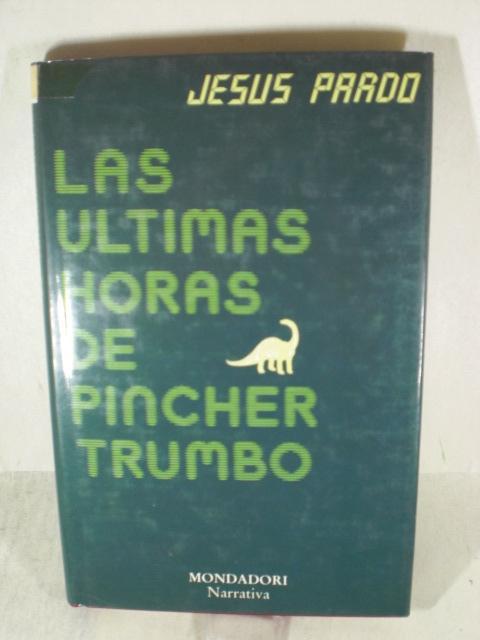 JESUS PARDO
LAS
ULTIMAS
HORAS
DE
PINCHER
TRUMBO
MONDADORI
Narrativa